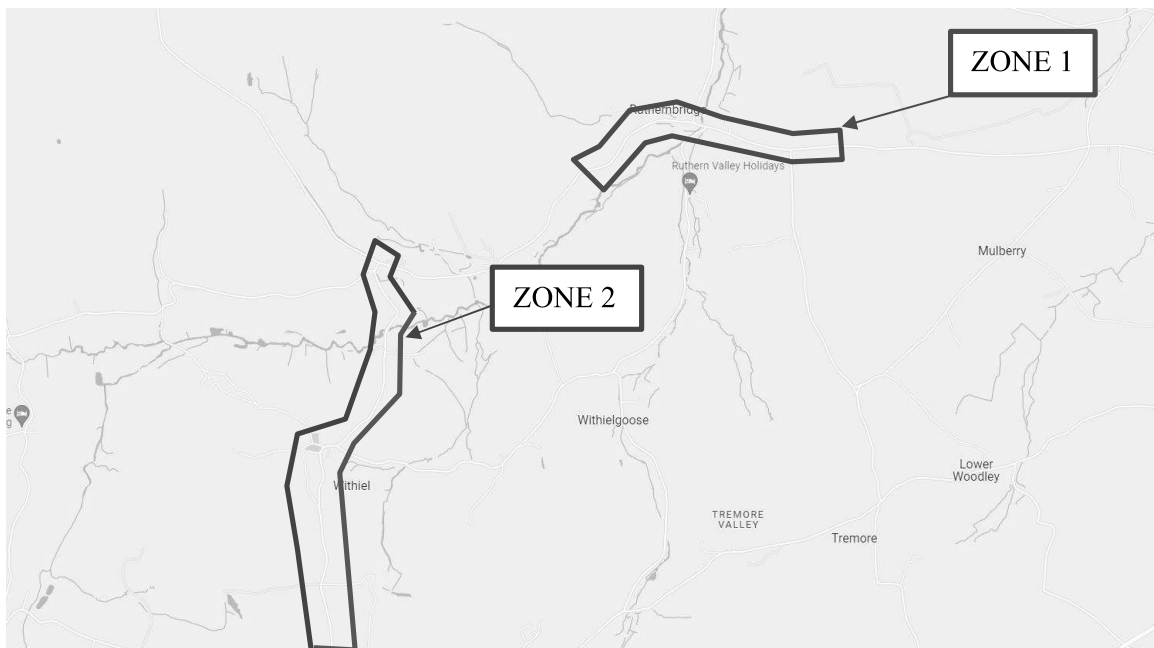 ZONE 1
Ruthernbridge
Ruthern Valley Holidays
Mulberry
ZONE 2
e
g
Withielgoose
Withiel
Lower
Woodley
TREMORE
VALLEY
Tremore